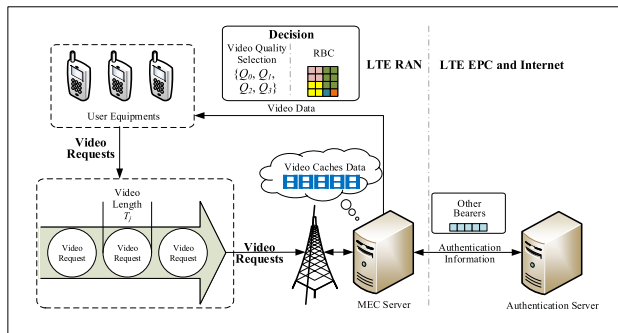 Decision
Video Quality
Selection
{Q0, Q1,
Q2, Q3}
RBC
LTE RAN
LTE EPC and Internet
User Equipments
Video Data
Video
Requests
Video Caches Data
Video
Length
Tj
Video
Request
Video
Request
Video
Request
Video
Requests
Other
Bearers
Authentication
Information
MEC Server
Authentication Server